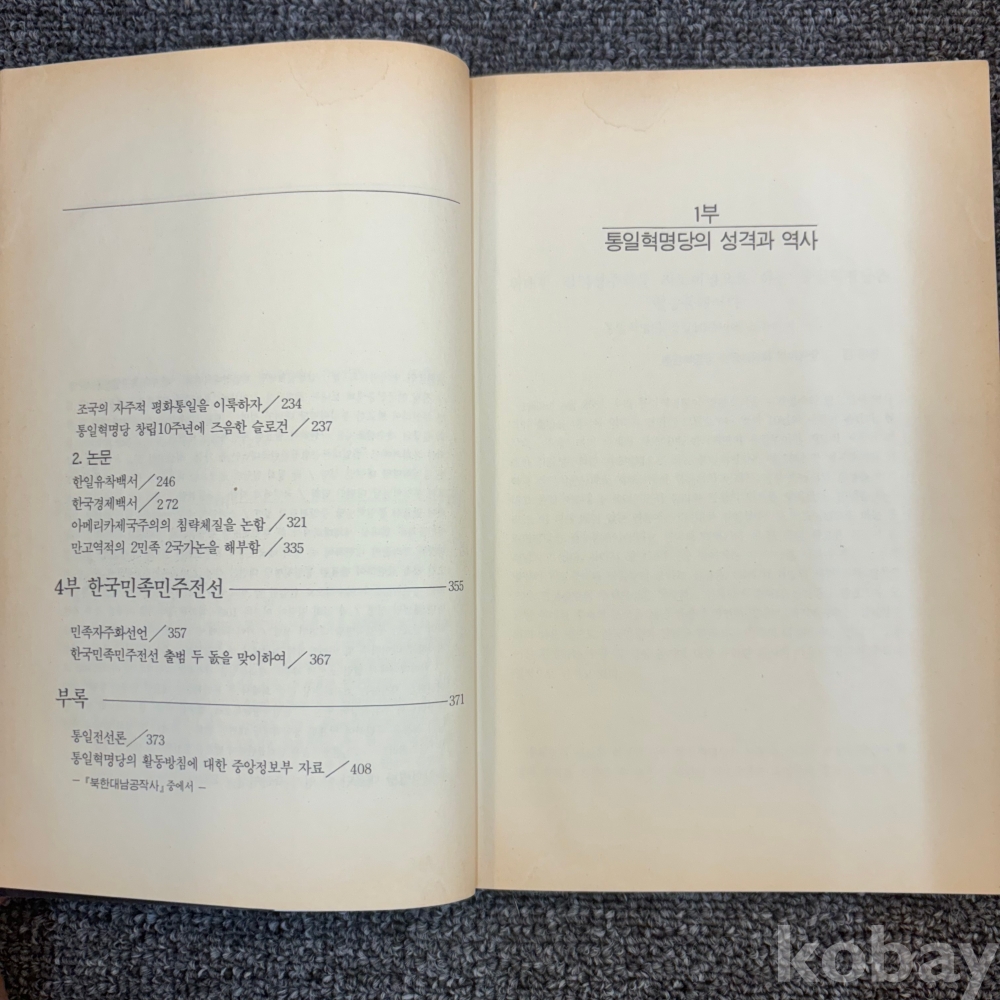 조국의 자주적 평화통일을 이룩하자／234
통일혁명당 창립10주년에 즈음한 슬로건／237
2. 논문
한일유착백서／246
한국경제백서／272
아메리카제국주의의 침략체질을 논함／321
만고역적의 2민족 2국가논을 해부함／335
4부 한국민족민주전선 355
민족자주화선언／357
한국민족민주전선 출범 두 돐을 맞이하여／367
부록 371
통일전선론／373
통일혁명당의 활동방침에 대한 중앙정보부 자료／408
－『북한대남공작사』중에서－
1부
통일혁명당의 성격과 역사
kobay